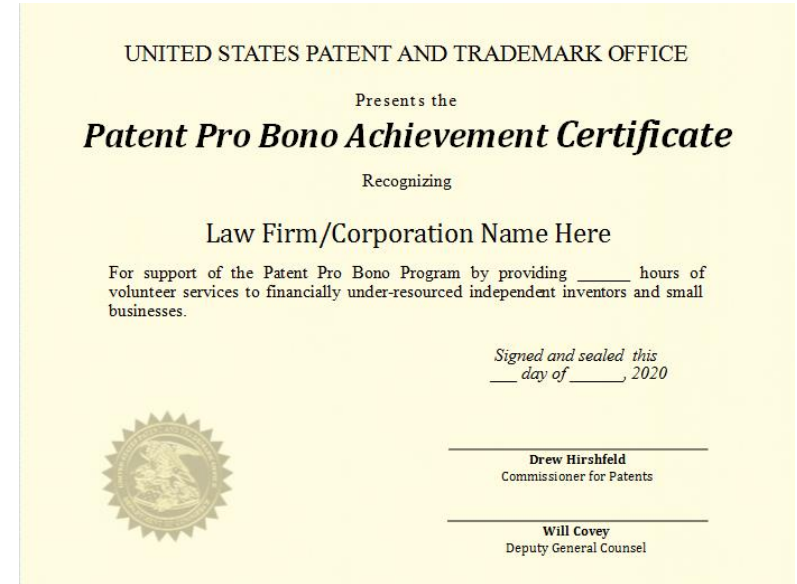 UNITED STATES PATENT AND TRADEMARK OFFICE
Presents the
Patent Pro Bono Achievement Certificate
Recognizing
Law Firm/Corporation Name Here
For support of the Patent Pro Bono Program by providing ______ hours of
volunteer services to financially under-resourced independent inventors and small
businesses.
Signed and sealed this
___ day of ______, 2020
Drew Hirshfeld
Commissioner for Patents
Will Covey
Deputy General Counsel